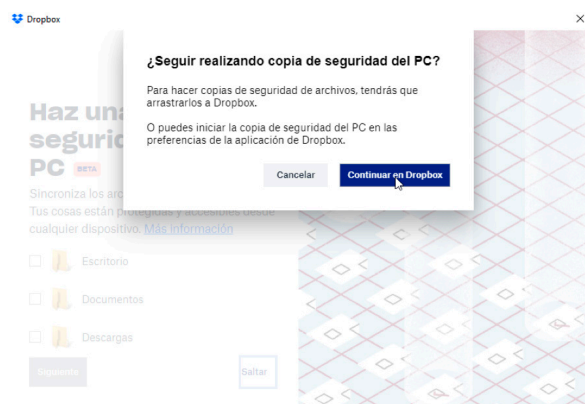 Dropbox
¿Seguir realizando copia de seguridad del PC?
Para hacer copias de seguridad de archivos, tendrás que
arrastrarlos a Dropbox.
O puedes iniciar la copia de seguridad del PC en las
preferencias de la aplicación de Dropbox.
Cancelar
Continuar en Dropbox
Haz una
PC BETA
Sincroniza los
Tus cosas están protegidas y accesibles desde
cualquier dispositivo. Más información
Escritorio
Documentos
Descargas
Siguiente
Saltar